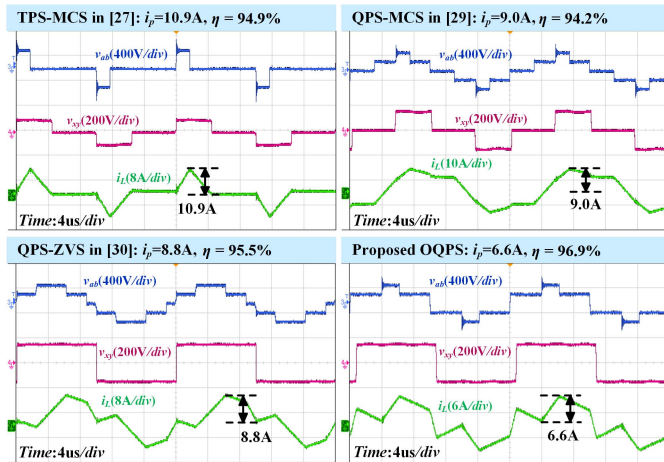 TPS-MCS in [27]: ip=10.9A, η = 94.9%
vab(400V/div)
vxy(200V/div)
iL(8A/div)
10.9A
Time:4us/div
QPS-MCS in [29]: ip=9.0A, η = 94.2%
vab(400V/div)
vxy(200V/div)
iL(10A/div)
9.0A
Time:4us/div
QPS-ZVS in [30]: ip=8.8A, η = 95.5%
vab(400V/div)
vxy(200V/div)
iL(8A/div)
8.8A
Time:4us/div
Proposed OQPS: ip=6.6A, η = 96.9%
vab(400V/div)
vxy(200V/div)
iL(6A/div)
6.6A
Time:4us/div